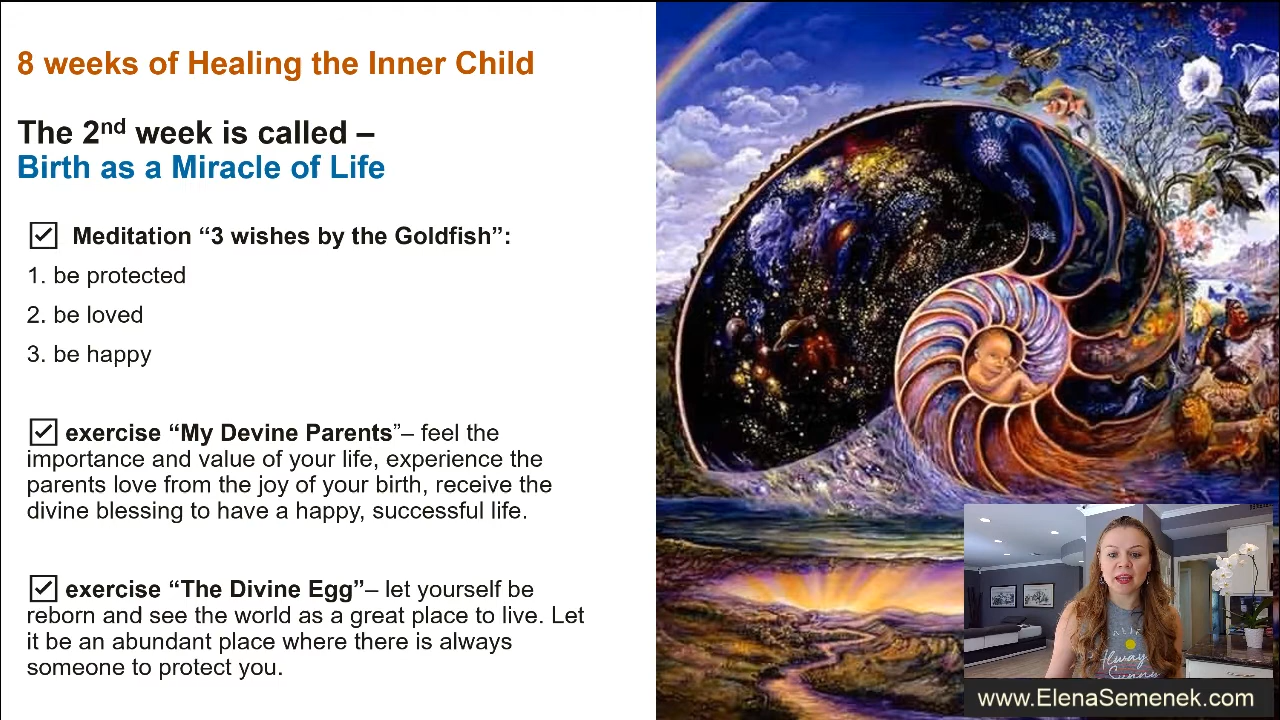 8 weeks of Healing the Inner Child
The 2nd week is called –
Birth as a Miracle of Life
Meditation “3 wishes by the Goldfish”:
1. be protected
2. be loved
3. be happy
exercise “My Devine Parents”– feel the
importance and value of your life, experience the
parents love from the joy of your birth, receive the
divine blessing to have a happy, successful life.
exercise “The Divine Egg”– let yourself be
reborn and see the world as a great place to live. Let
it be an abundant place where there is always
someone to protect you.
Always
Sunny
www.ElenaSemenek.com